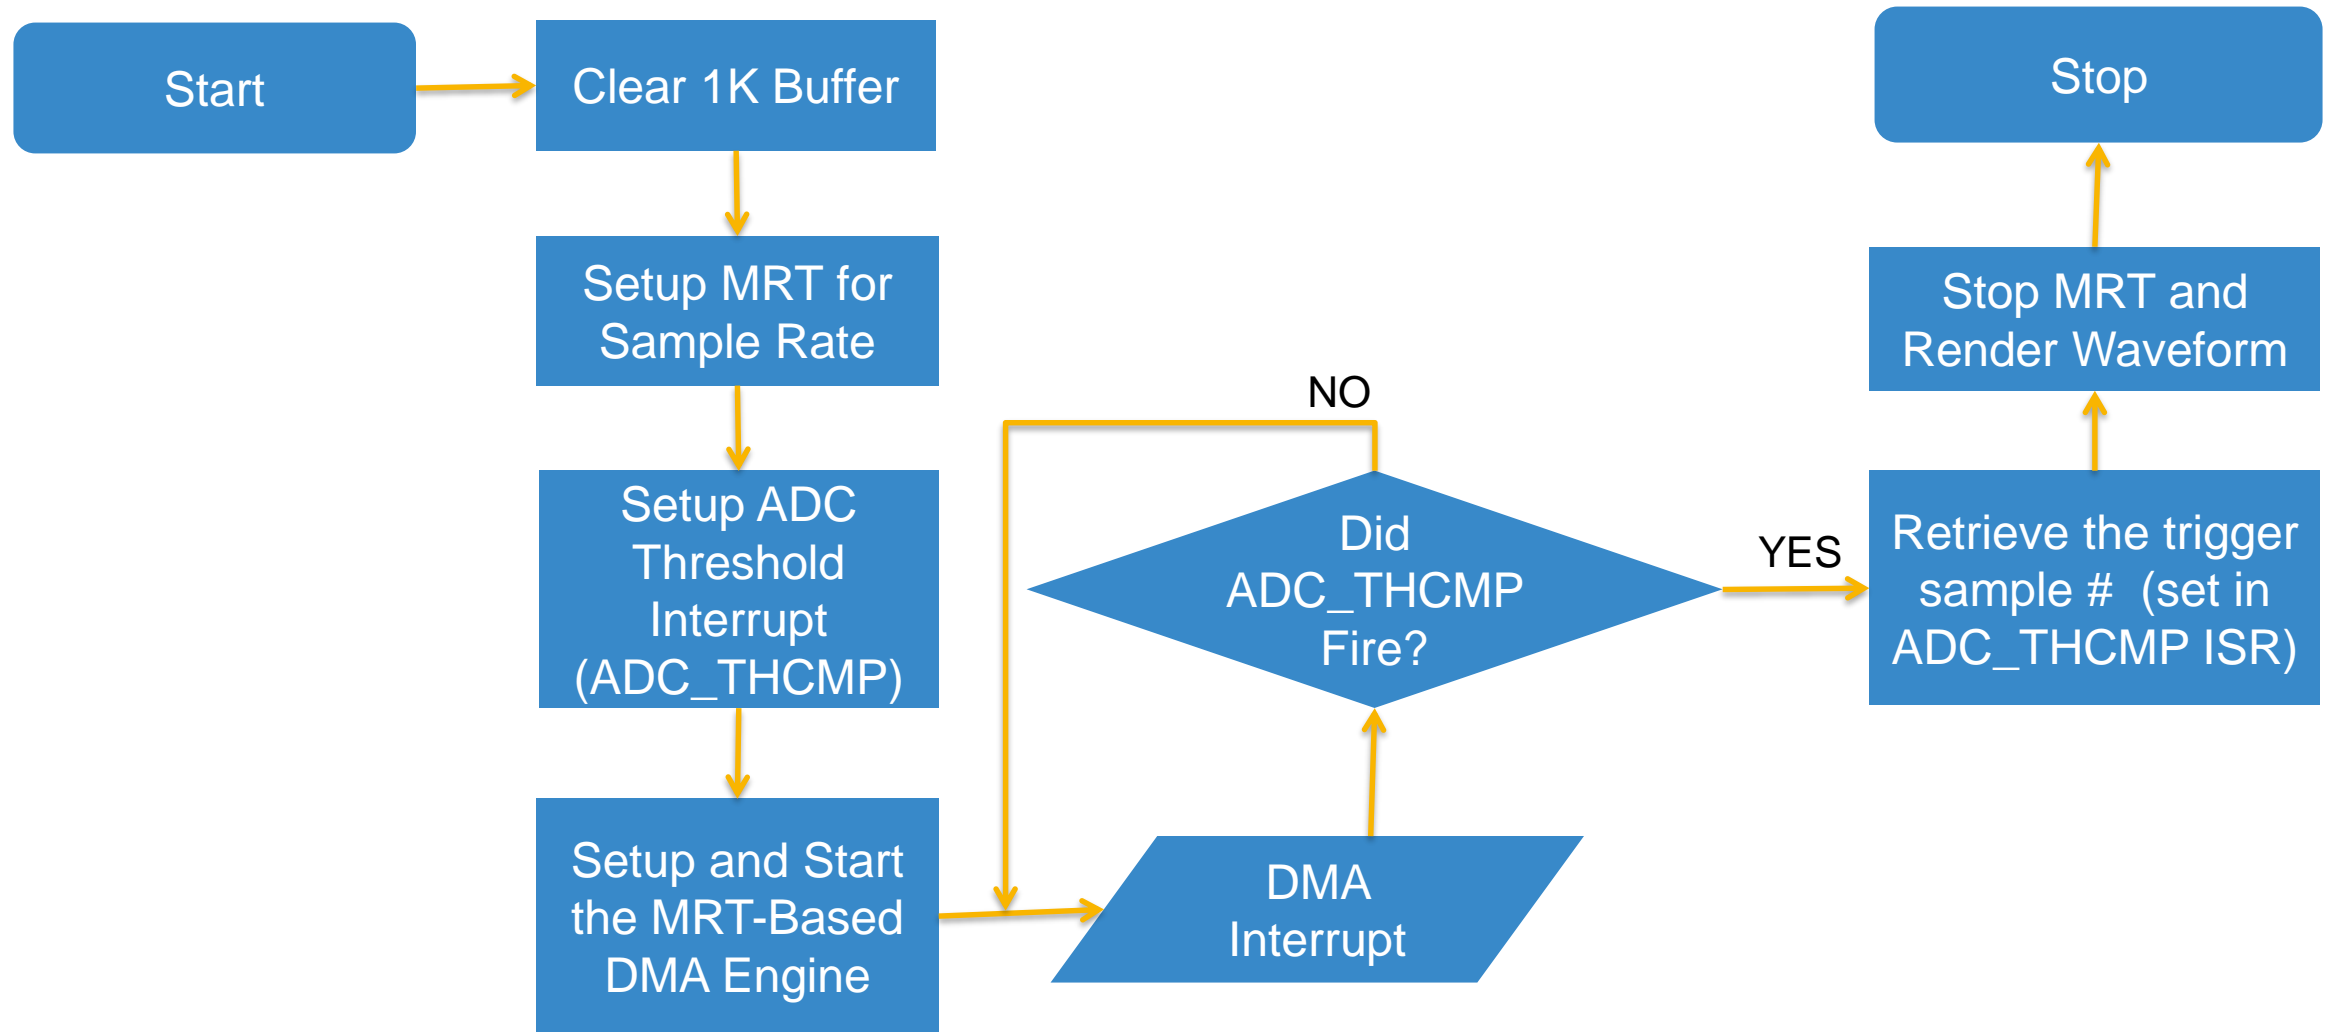 Start
Clear 1K Buffer
Setup MRT for
Sample Rate
Setup ADC
Threshold
Interrupt
(ADC_THCMP)
Setup and Start
the MRT-Based
DMA Engine
DMA
Interrupt
Did
ADC_THCMP
Fire?
NO
YES
Retrieve the trigger
sample # (set in
ADC_THCMP ISR)
Stop MRT and
Render Waveform
Stop